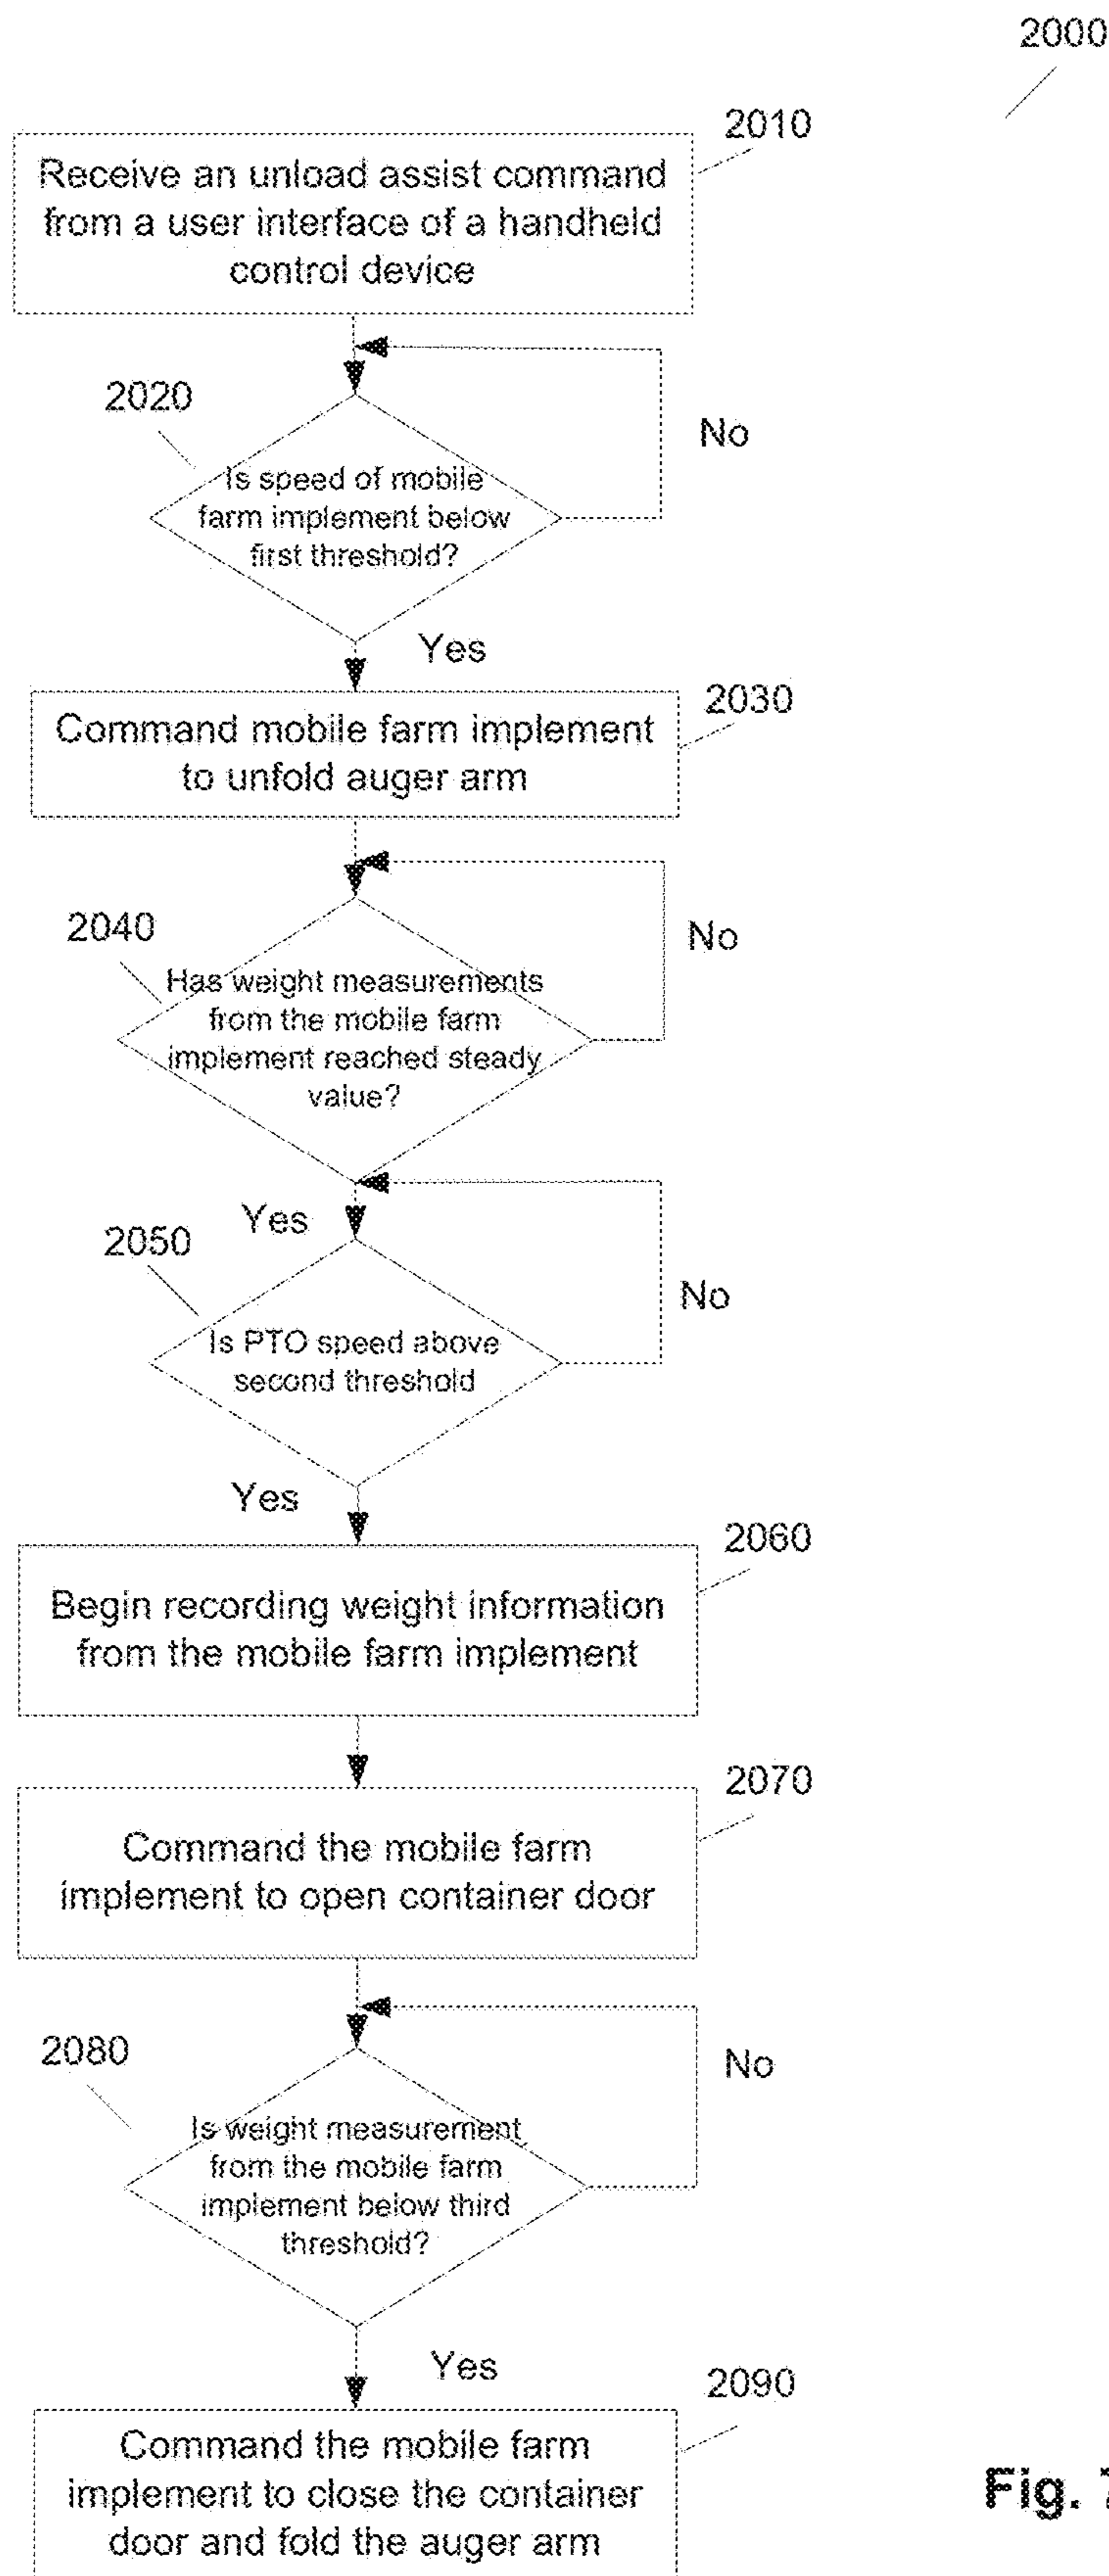 2000
2010
Receive an unload assist command
from a user interface of a handheld
control device
2020
No
Is speed of mobile
farm implement below
first threshold?
Yes
2030
Command mobile farm implement
to unfold auger arm
2040
No
Has weight measurements
from the mobile farm
implement reached steady
value?
Yes
2050
No
Is PTO speed above
second threshold
Yes
2060
Begin recording weight information
from the mobile farm implement
2070
Command the mobile farm
implement to open container door
2080
No
Is weight measurement
from the mobile farm
implement below third
threshold?
Yes
2090
Command the mobile farm
implement to close the container
door and fold the auger arm
Fig. 7